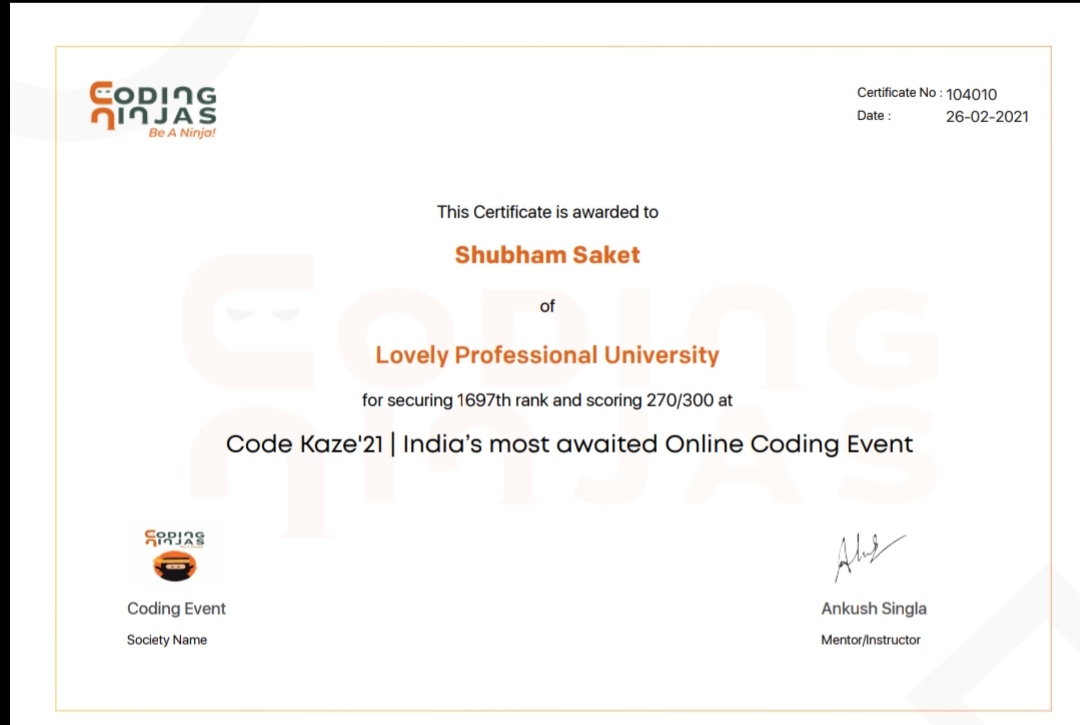 CODING
NINJAS
Be A Ninja!
Certificate No : 104010
Date : 26-02-2021
This Certificate is awarded to
Shubham Saket
of
Lovely Professional University
for securing 1697th rank and scoring 270/300 at
Code Kaze'21 | India's most awaited Online Coding Event
CODING
NINJAS
CODING
NINJAS
Coding Event
Society Name
Ankush Singla
Mentor/Instructor